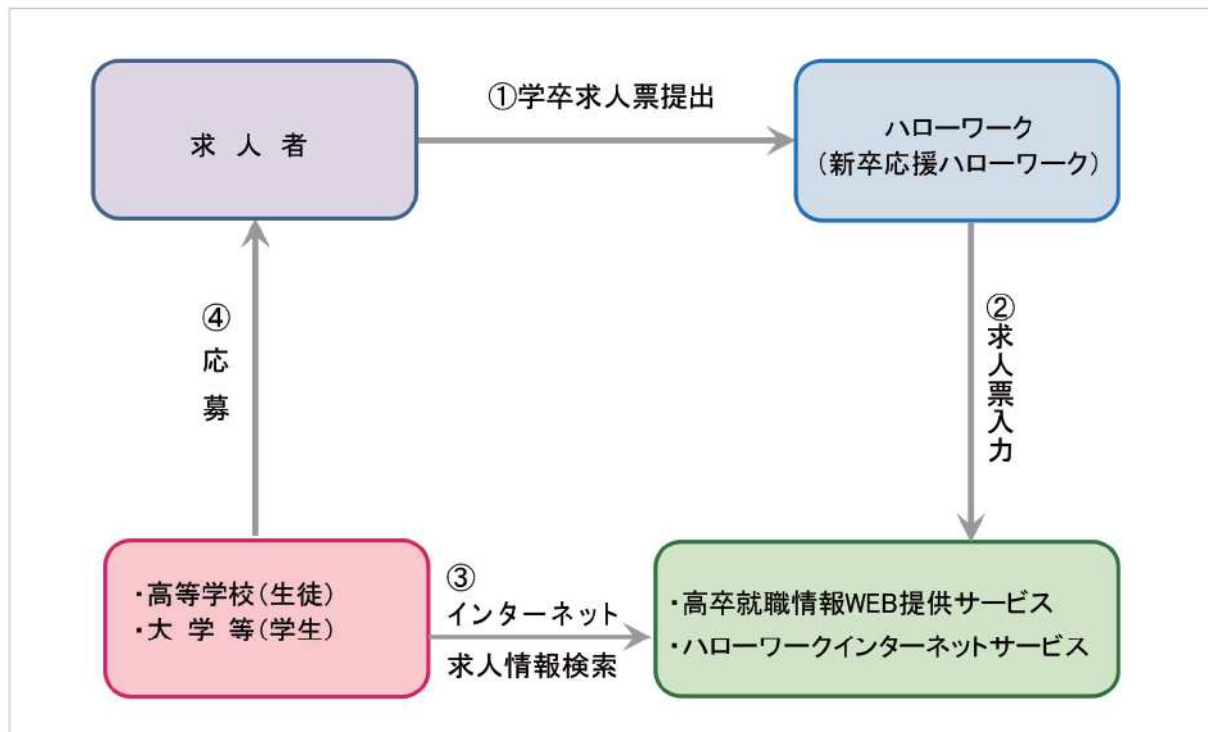 求人者
①学卒求人票提出
ハローワーク
(新卒応援ハローワーク)
④応募
②求人票入力
・高等学校(生徒)
・大学等(学生)
③
インターネット
求人情報検索
・高卒就職情報WEB提供サービス
・ハローワークインターネットサービス